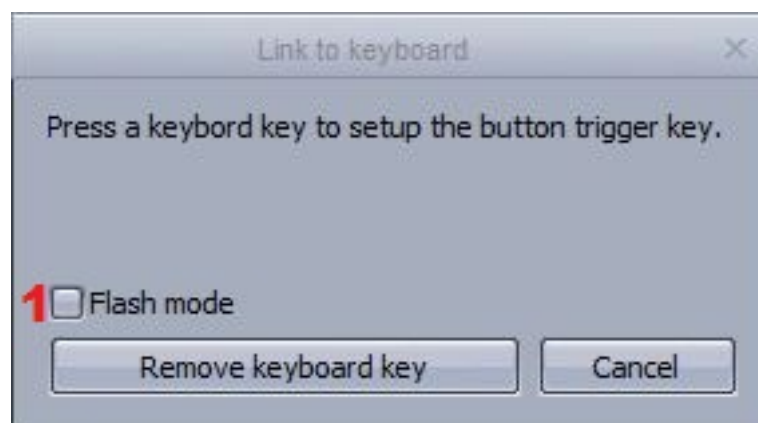 Link to keyboard
Press a keybord key to setup the button trigger key.
1 Flash mode
Remove keyboard key Cancel